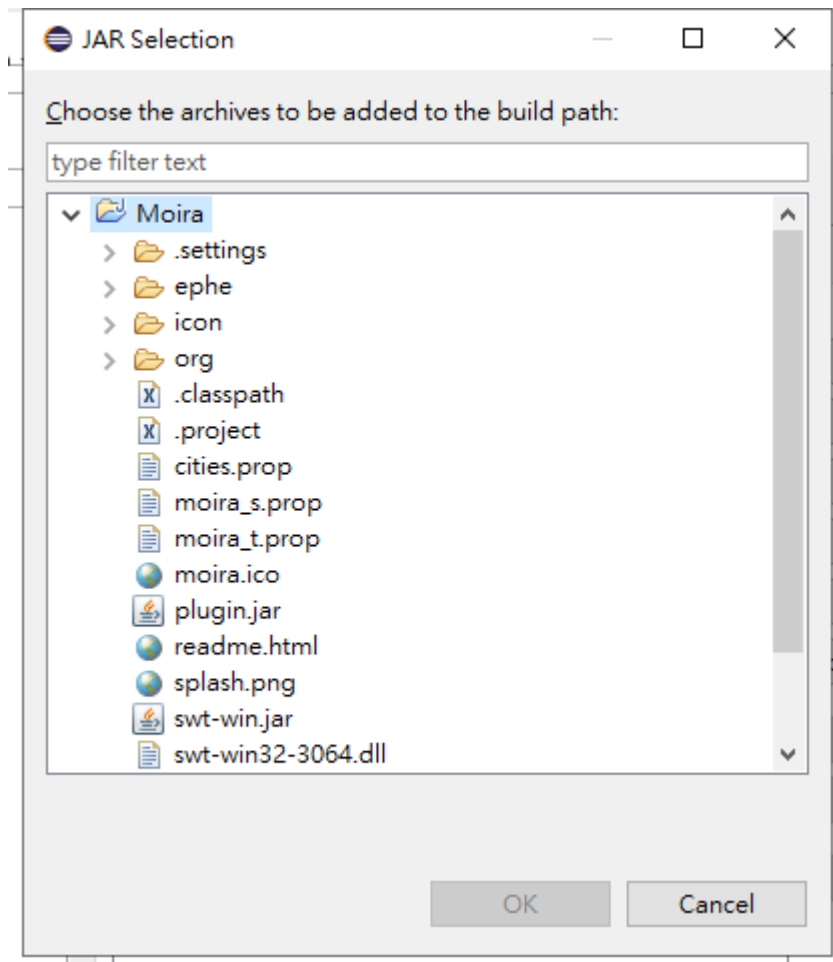 JAR Selection
Choose the archives to be added to the build path:
type filter text
Moira
.settings
ephe
icon
org
.classpath
.project
cities.prop
moira_s.prop
moira_t.prop
moira.ico
plugin.jar
readme.html
splash.png
swt-win.jar
swt-win32-3064.dll
OK Cancel